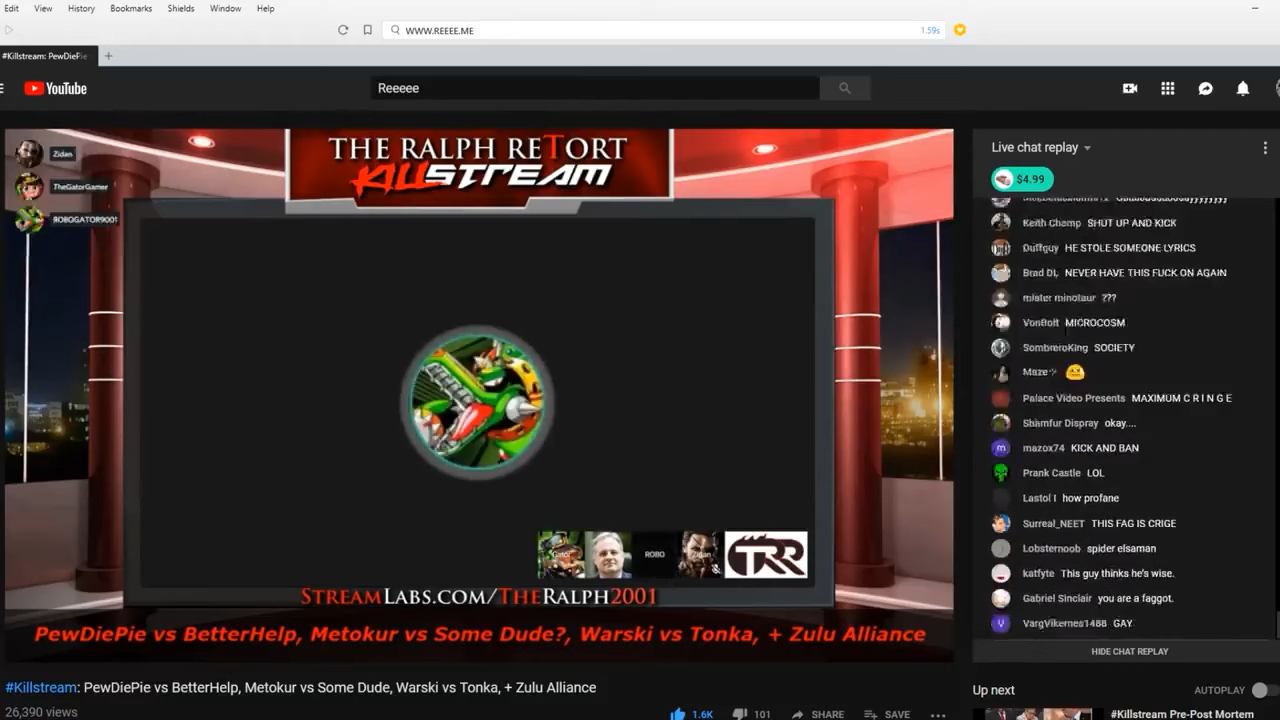 Edit View History Bookmarks Shields Window Help
WWW.REEEE.ME 1.59s
#Killstream: PewDiePie
YouTube Reeeee
THE RALPH RETORT
KILLSTREAM
Zidan
TheGatorGamer
ROBOGATOR9001
Gator ROBO Zidan TRR
STREAMLABS.COM/THERALPH2001
PewDiePie vs BetterHelp, Metokur vs Some Dude?, Warski vs Tonka, + Zulu Alliance
#Killstream: PewDiePie vs BetterHelp, Metokur vs Some Dude, Warski vs Tonka, + Zulu Alliance
26,390 views
1.6K 101 SHARE SAVE
Live chat replay
$4.99
Keith Champ SHUT UP AND KICK
Duffguy HE STOLE SOMEONE LYRICS
Brad DL NEVER HAVE THIS FUCK ON AGAIN
mister minotaur ???
VonBolt MICROCOSM
SombreroKing SOCIETY
Maze
Palace Video Presents MAXIMUM C R I N G E
Shamfur Dispray okay....
mazox74 KICK AND BAN
Prank Castle LOL
Lastol I how profane
Surreal_NEET THIS FAG IS CRIGE
Lobsternoob spider elsaman
katfyte This guy thinks he's wise.
Gabriel Sinclair you are a faggot.
VargVikernes1488 GAY
HIDE CHAT REPLAY
Up next AUTOPLAY
#Killstream Pre-Post Mortem